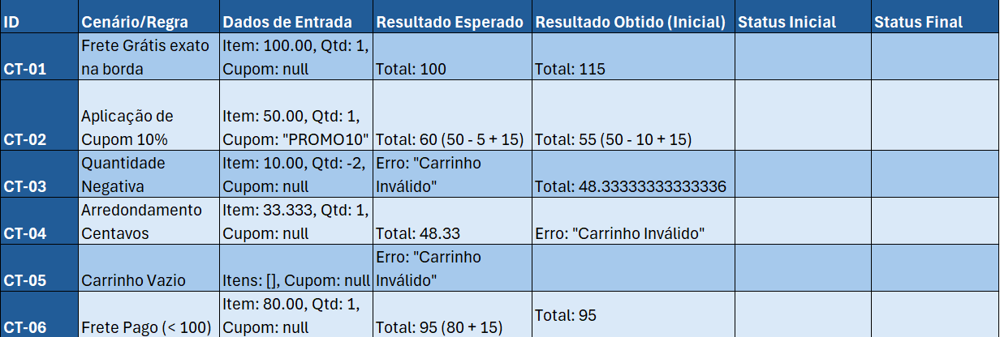 ID Cenário/Regra Dados de Entrada Resultado Esperado Resultado Obtido (Inicial) Status Inicial Status Final
Frete Grátis exato Item: 100.00, Qtd: 1,
CT-01 na borda Cupom: null Total: 100 Total: 115
Aplicação de Item: 50.00, Qtd: 1,
CT-02 Cupom 10% Cupom: "PROMO10" Total: 60 (50 - 5 + 15) Total: 55 (50 - 10 + 15)
Quantidade Item: 10.00, Qtd: -2, Erro: "Carrinho
CT-03 Negativa Cupom: null Inválido" Total: 48.33333333333336
Arredondamento Item: 33.333, Qtd: 1,
CT-04 Centavos Cupom: null Total: 48.33 Erro: "Carrinho Inválido"
Erro: "Carrinho
CT-05 Carrinho Vazio Itens: [], Cupom: null Inválido"
Item: 80.00, Qtd: 1, Total: 95
CT-06 Frete Pago (< 100) Cupom: null Total: 95 (80 + 15)